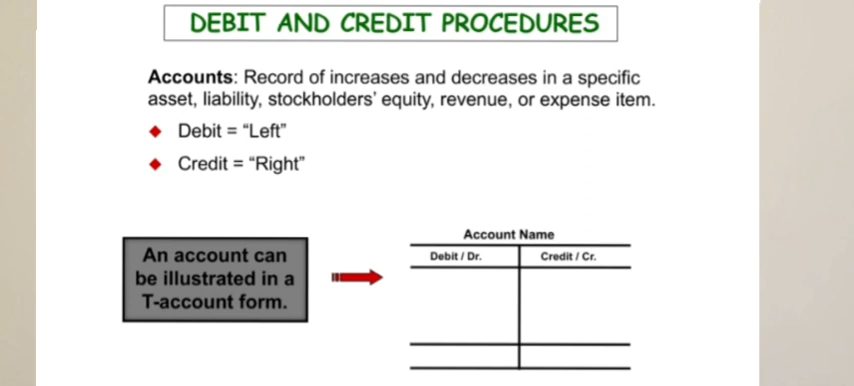 DEBIT AND CREDIT PROCEDURES
Accounts: Record of increases and decreases in a specific
asset, liability, stockholders’ equity, revenue, or expense item.
Debit = “Left”
Credit = “Right”
An account can
be illustrated in a
T-account form.
Account Name
Debit / Dr.
Credit / Cr.